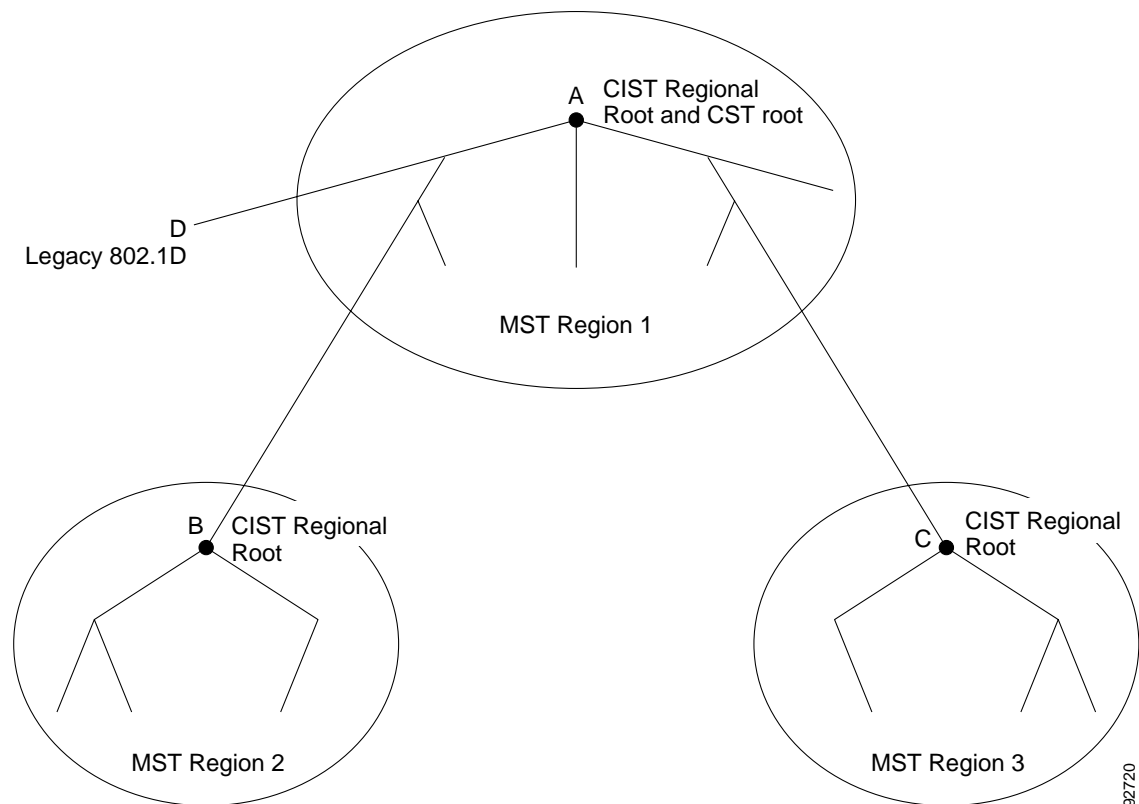 A
CIST Regional
Root and CST root
D
Legacy 802.1D
MST Region 1
B
CIST Regional
Root
C
CIST Regional
Root
MST Region 2
MST Region 3
92720